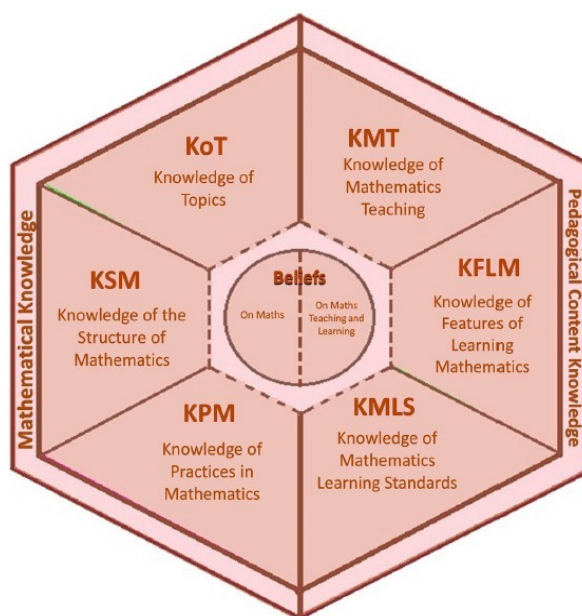 KoT
Knowledge of
Topics
KMT
Knowledge of
Mathematics
Teaching
Mathematical Knowledge
KSM
Knowledge of the
Structure of
Mathematics
Beliefs
On Maths
On Maths
Teaching and
Learning
KFLM
Knowledge of
Features of
Learning
Mathematics
Pedagogical Content Knowledge
KPM
Knowledge of
Practices in
Mathematics
KMLS
Knowledge of
Mathematics
Learning Standards